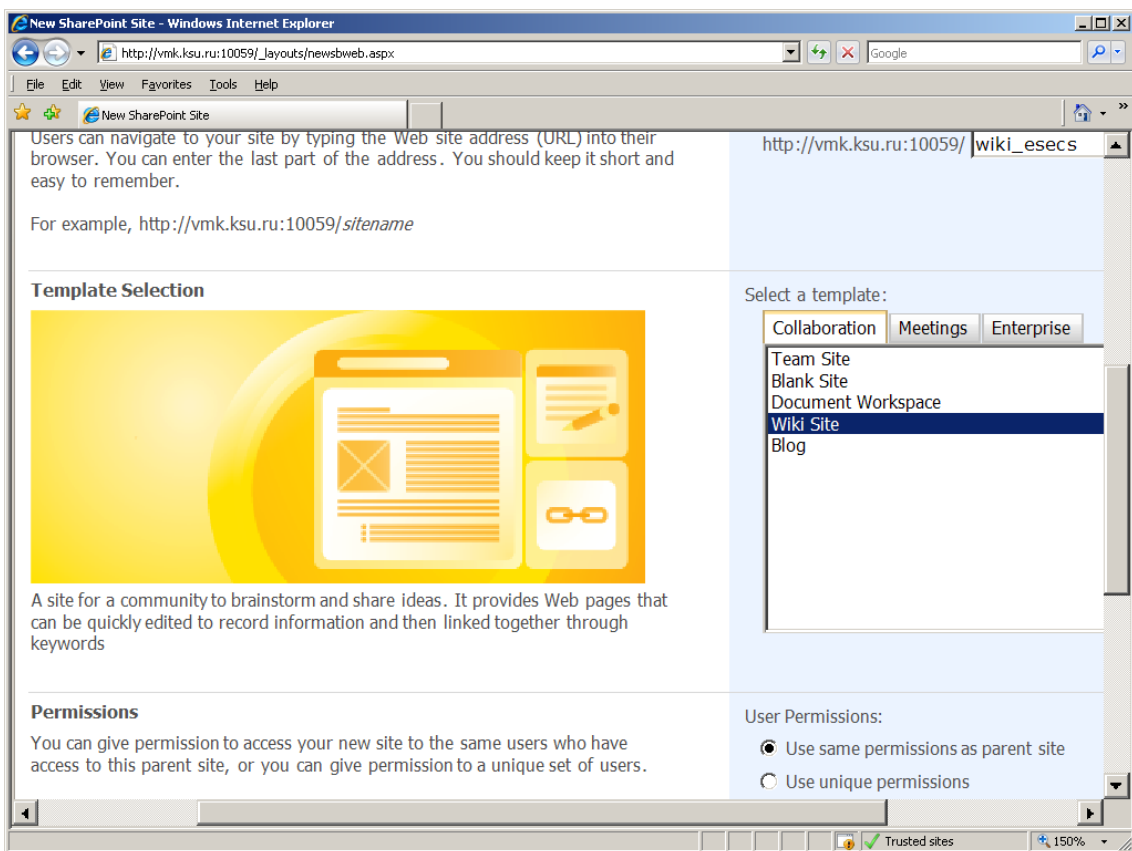 New SharePoint Site - Windows Internet Explorer
http://vmk.ksu.ru:10059/_layouts/newsbweb.aspx
Google
File Edit View Favorites Tools Help
New SharePoint Site
Users can navigate to your site by typing the Web site address (URL) into their
browser. You can enter the last part of the address. You should keep it short and
easy to remember.
For example, http://vmk.ksu.ru:10059/sitename
http://vmk.ksu.ru:10059/ wiki_esecs
Template Selection
A site for a community to brainstorm and share ideas. It provides Web pages that
can be quickly edited to record information and then linked together through
keywords
Select a template:
Collaboration Meetings Enterprise
Team Site
Blank Site
Document Workspace
Wiki Site
Blog
Permissions
You can give permission to access your new site to the same users who have
access to this parent site, or you can give permission to a unique set of users.
User Permissions:
Use same permissions as parent site
Use unique permissions
Trusted sites
150%